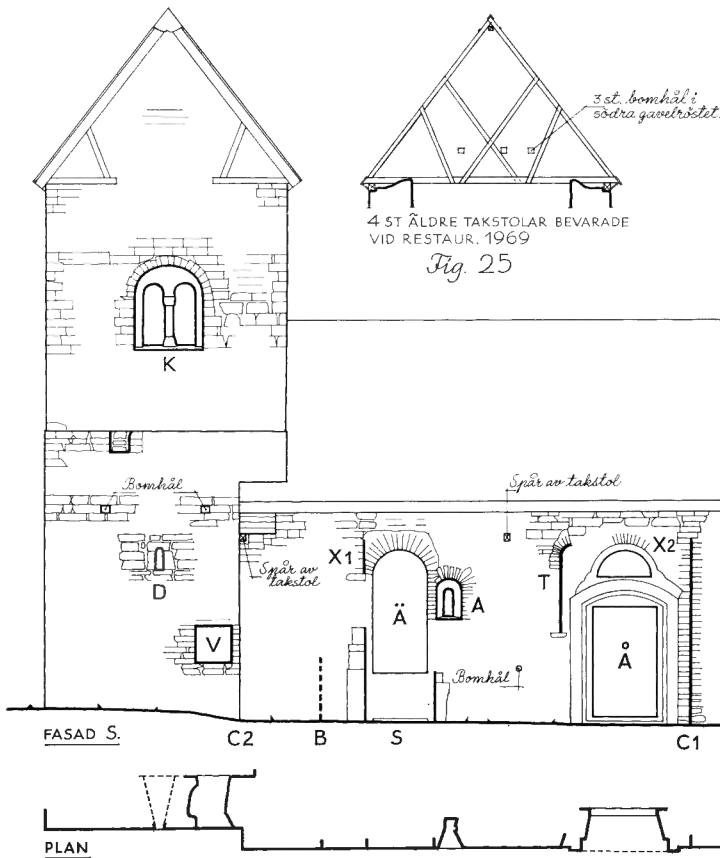 3 st. bomhål i
södra gavelröstet.
4 ST ÄLDRE TAKSTOLAR BEVARADE
VID RESTAUR. 1969
Fig. 25
K
Bomhål
Spår av takstol
X1
X2
Spår av
takstol
D
A
T
Ä
V
Å
Bomhål
FASAD S.
C2
B
S
C1
PLAN